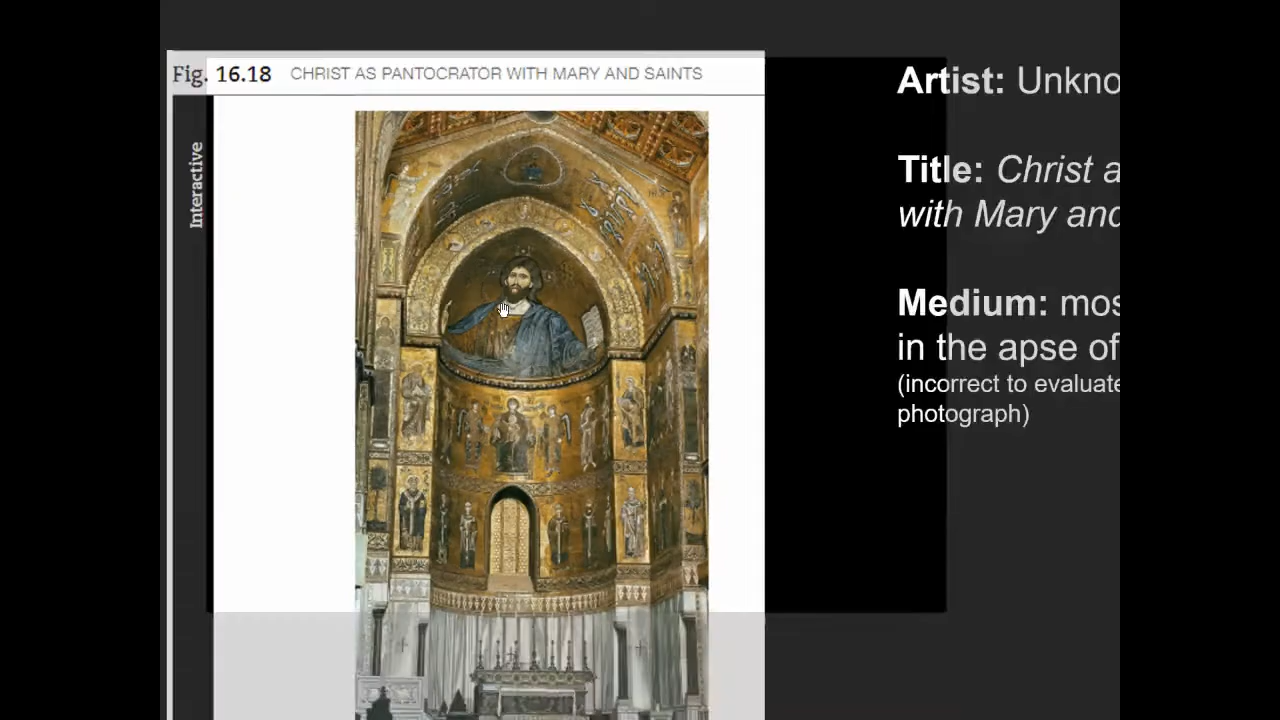 Fig. 16.18 CHRIST AS PANTOCRATOR WITH MARY AND SAINTS
Interactive
Artist: Unkno
Title: Christ a
with Mary and
Medium: mos
in the apse of
(incorrect to evaluate
photograph)